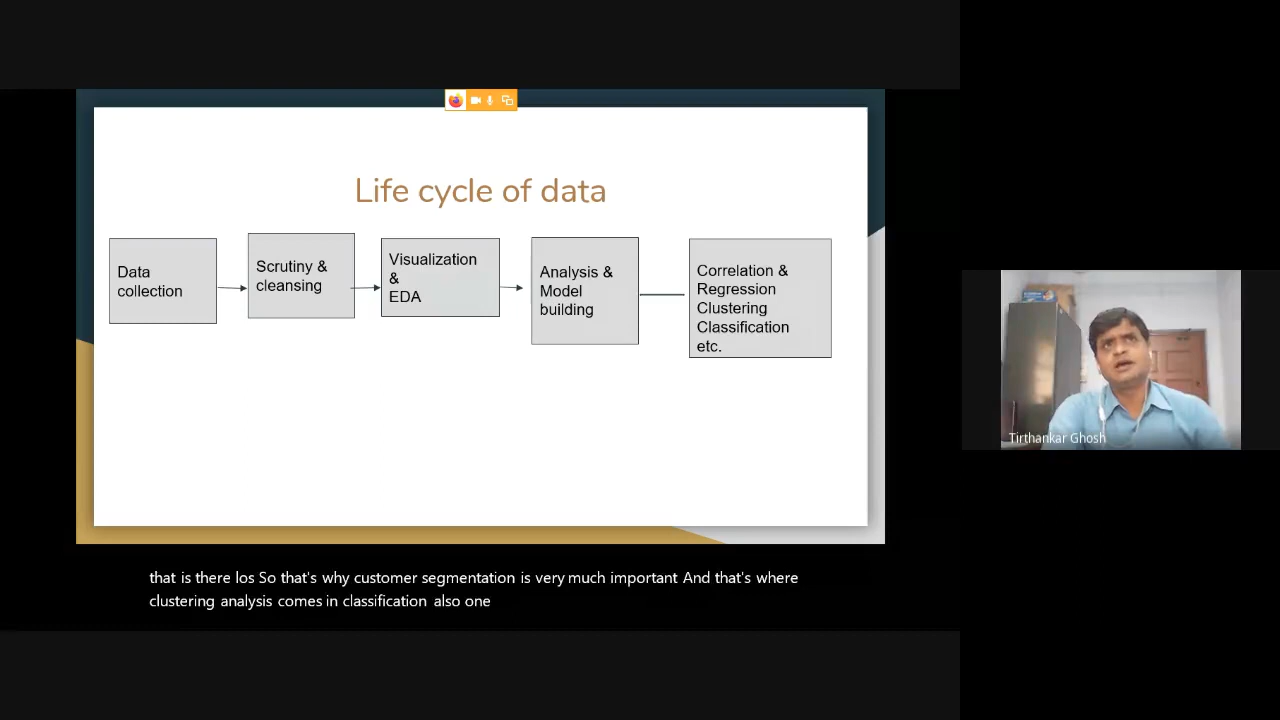 Life cycle of data
Data
collection
Scrutiny &
cleansing
Visualization
&
EDA
Analysis &
Model
building
Correlation &
Regression
Clustering
Classification
etc.
Tirthankar Ghosh
that is there los So that's why customer segmentation is very much important And that's where
clustering analysis comes in classification also one